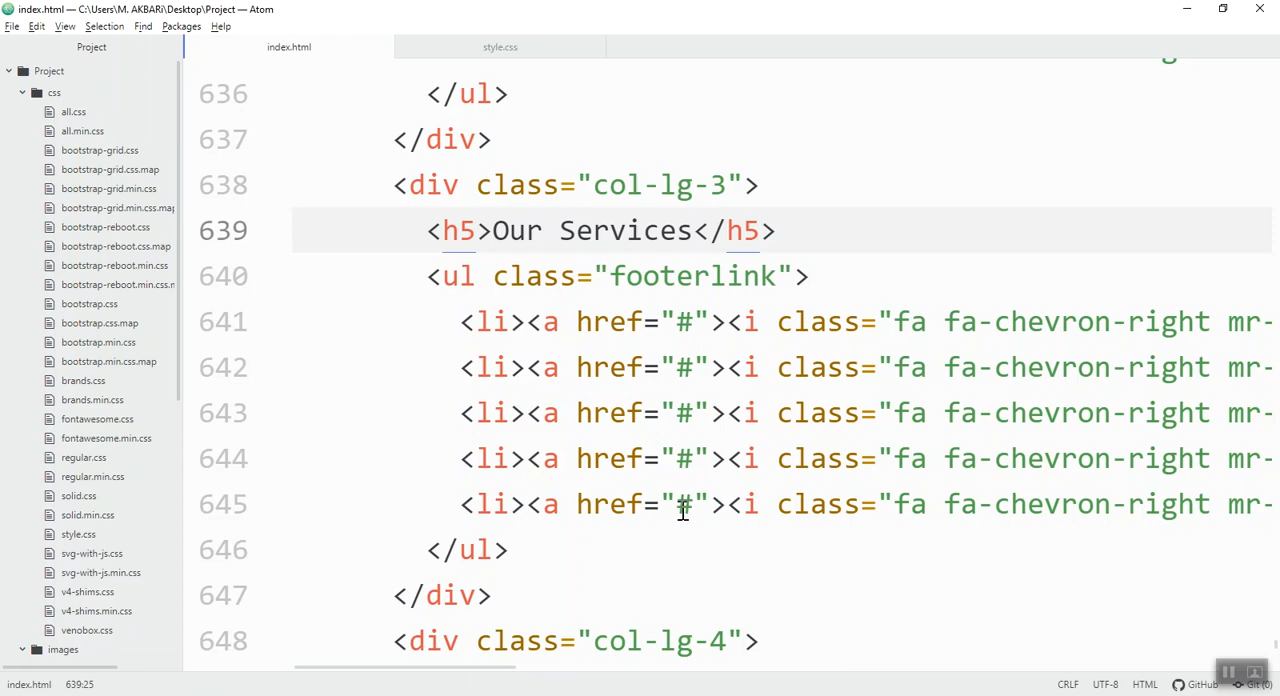 index.html — C:\Users\M. AKBARi\Desktop\Project — Atom
File Edit View Selection Find Packages Help
Project
index.html
style.css
Project
css
all.css
all.min.css
bootstrap-grid.css
bootstrap-grid.css.map
bootstrap-grid.min.css
bootstrap-grid.min.css.map
bootstrap-reboot.css
bootstrap-reboot.css.map
bootstrap-reboot.min.css
bootstrap-reboot.min.css.n
bootstrap.css
bootstrap.css.map
bootstrap.min.css
bootstrap.min.css.map
brands.css
brands.min.css
fontawesome.css
fontawesome.min.css
regular.css
regular.min.css
solid.css
solid.min.css
style.css
svg-with-js.css
svg-with-js.min.css
v4-shims.css
v4-shims.min.css
venobox.css
images
636 </ul>
637 </div>
638 <div class="col-lg-3">
639 <h5>Our Services</h5>
640 <ul class="footerlink">
641 <li><a href="#"><i class="fa fa-chevron-right mr-
642 <li><a href="#"><i class="fa fa-chevron-right mr-
643 <li><a href="#"><i class="fa fa-chevron-right mr-
644 <li><a href="#"><i class="fa fa-chevron-right mr-
645 <li><a href="#"><i class="fa fa-chevron-right mr-
646 </ul>
647 </div>
648 <div class="col-lg-4">
index.html 639:25
CRLF UTF-8 HTML GitHub Git (0)